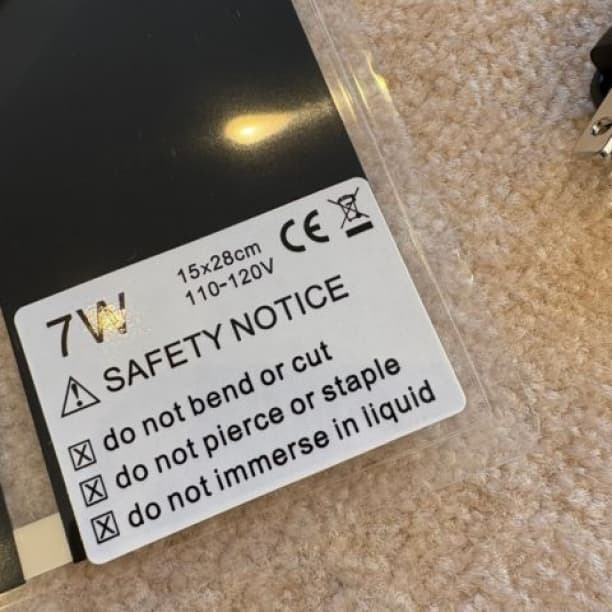 7W
15x28cm
110-120V
CE
SAFETY NOTICE
do not bend or cut
do not pierce or staple
do not immerse in liquid